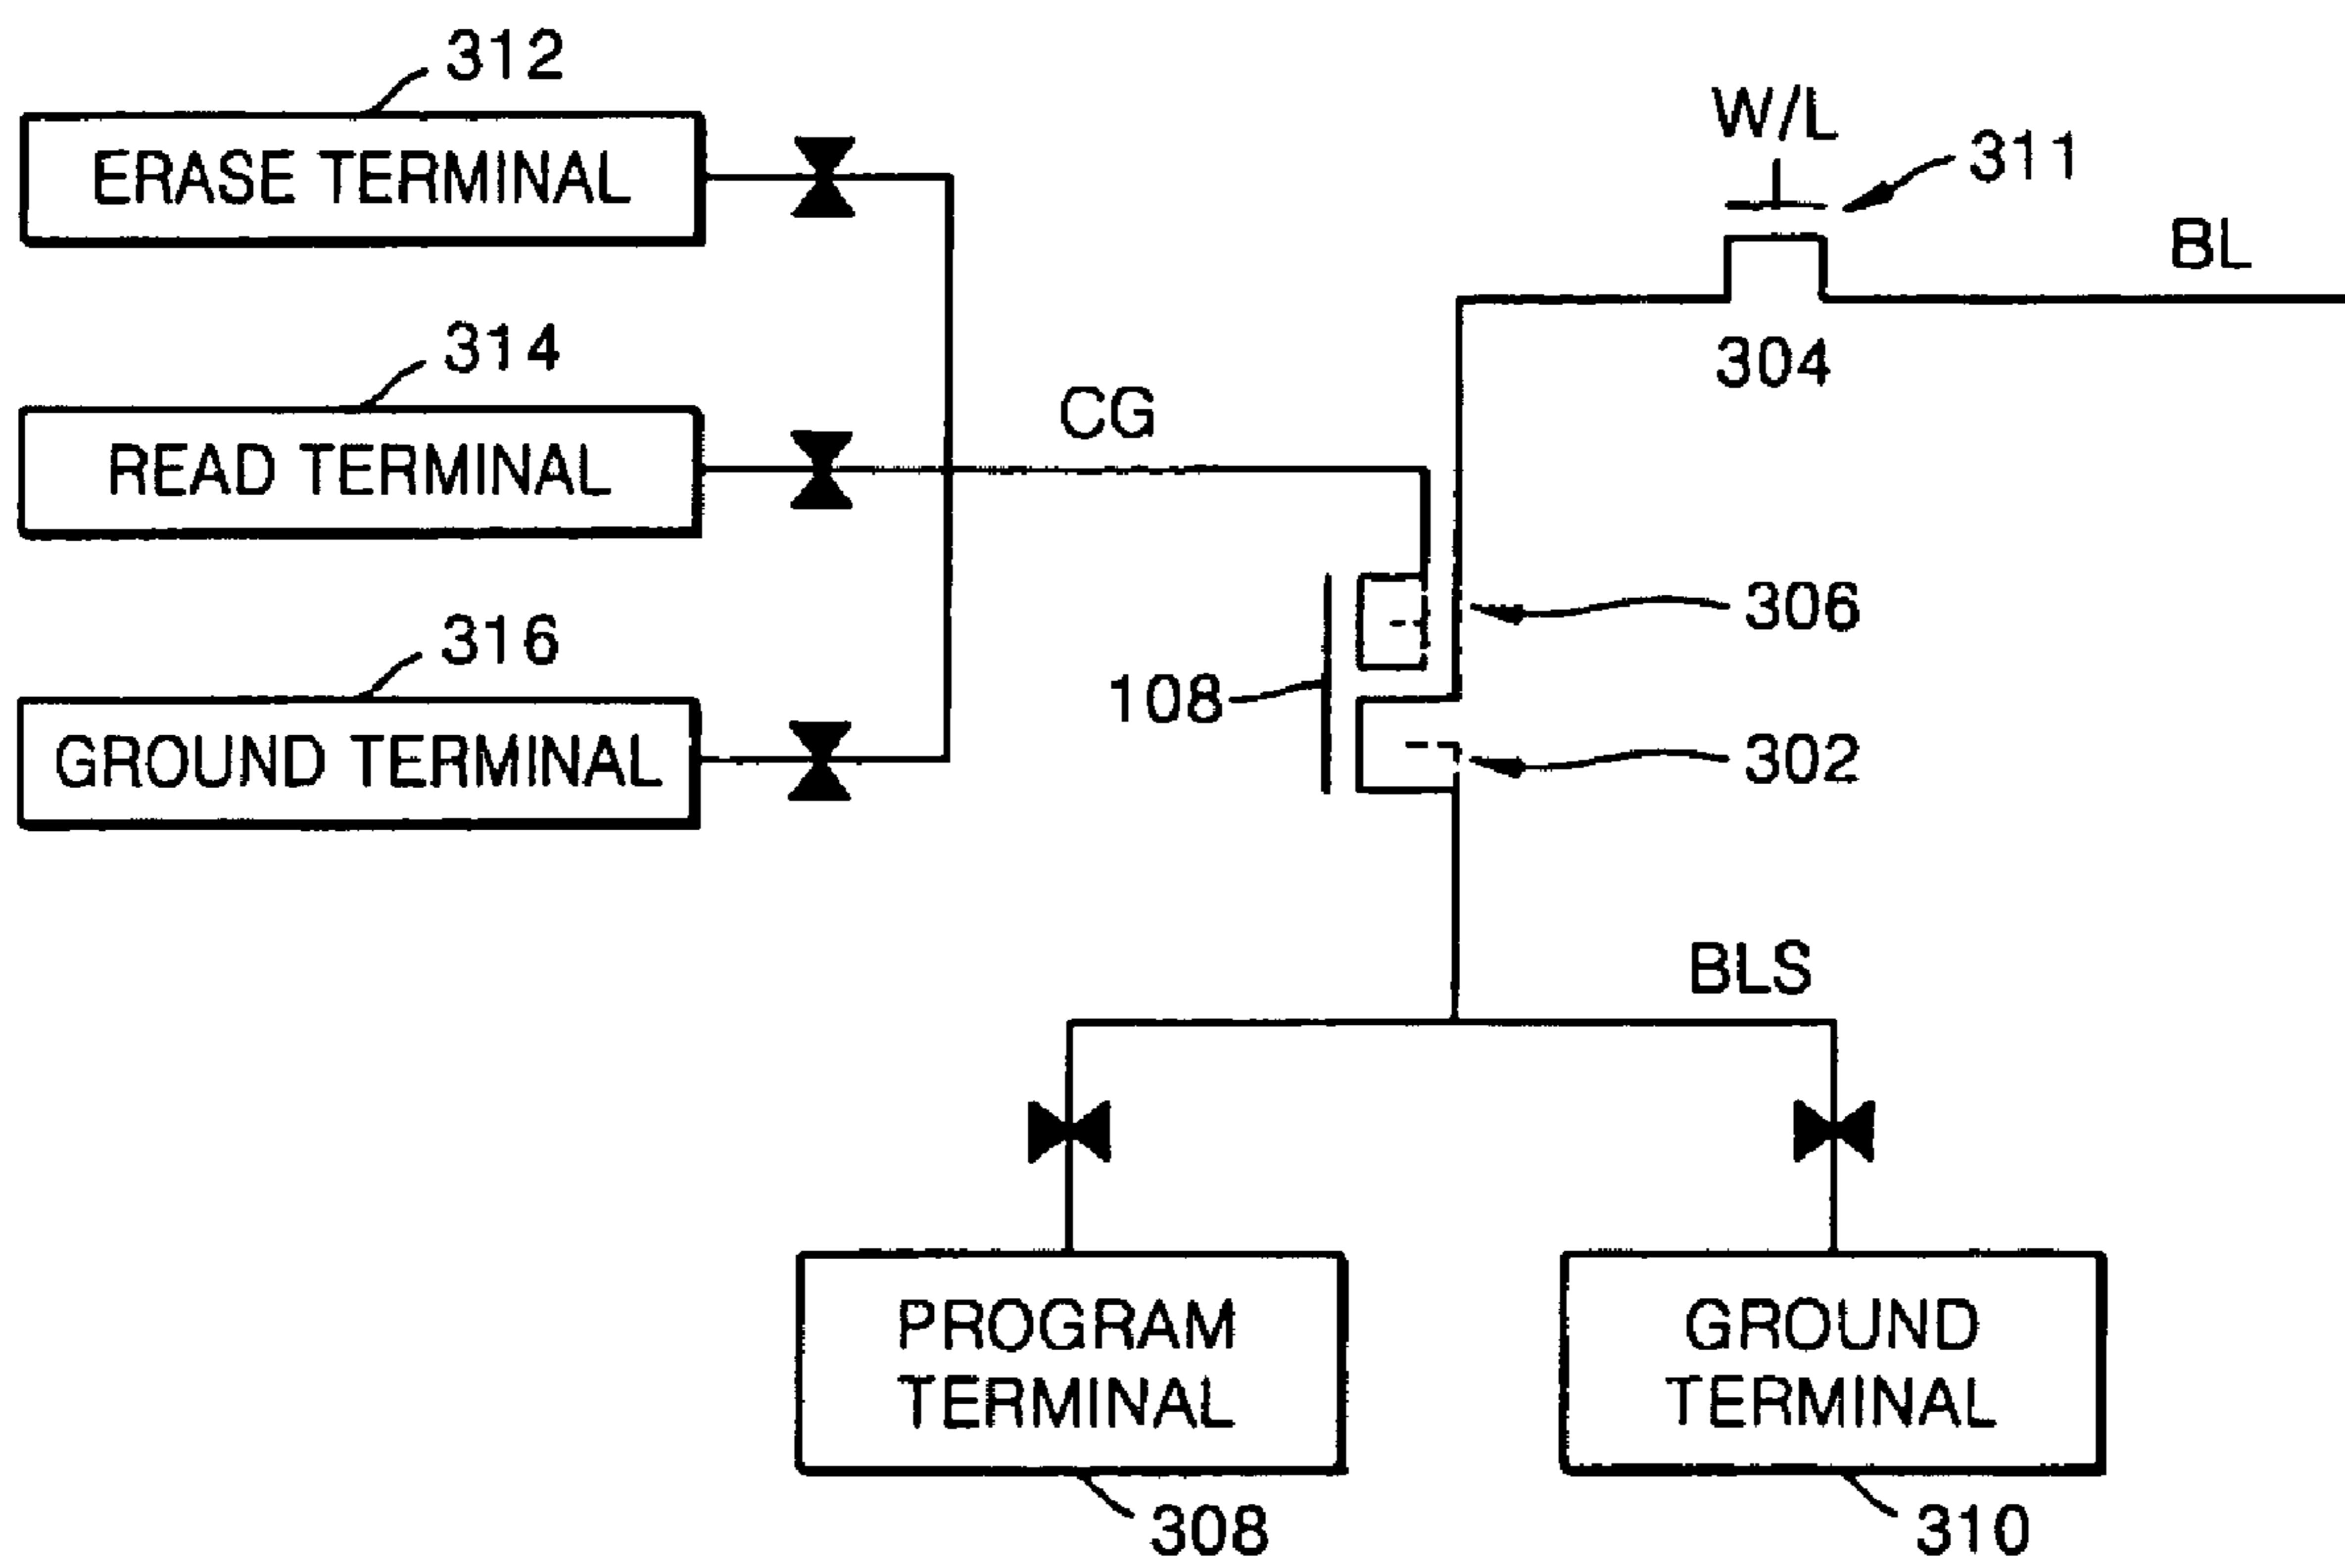 312
ERASE TERMINAL
W/L
311
BL
304
314
READ TERMINAL
CG
306
316
108
GROUND TERMINAL
302
BLS
PROGRAM
TERMINAL
GROUND
TERMINAL
308
310